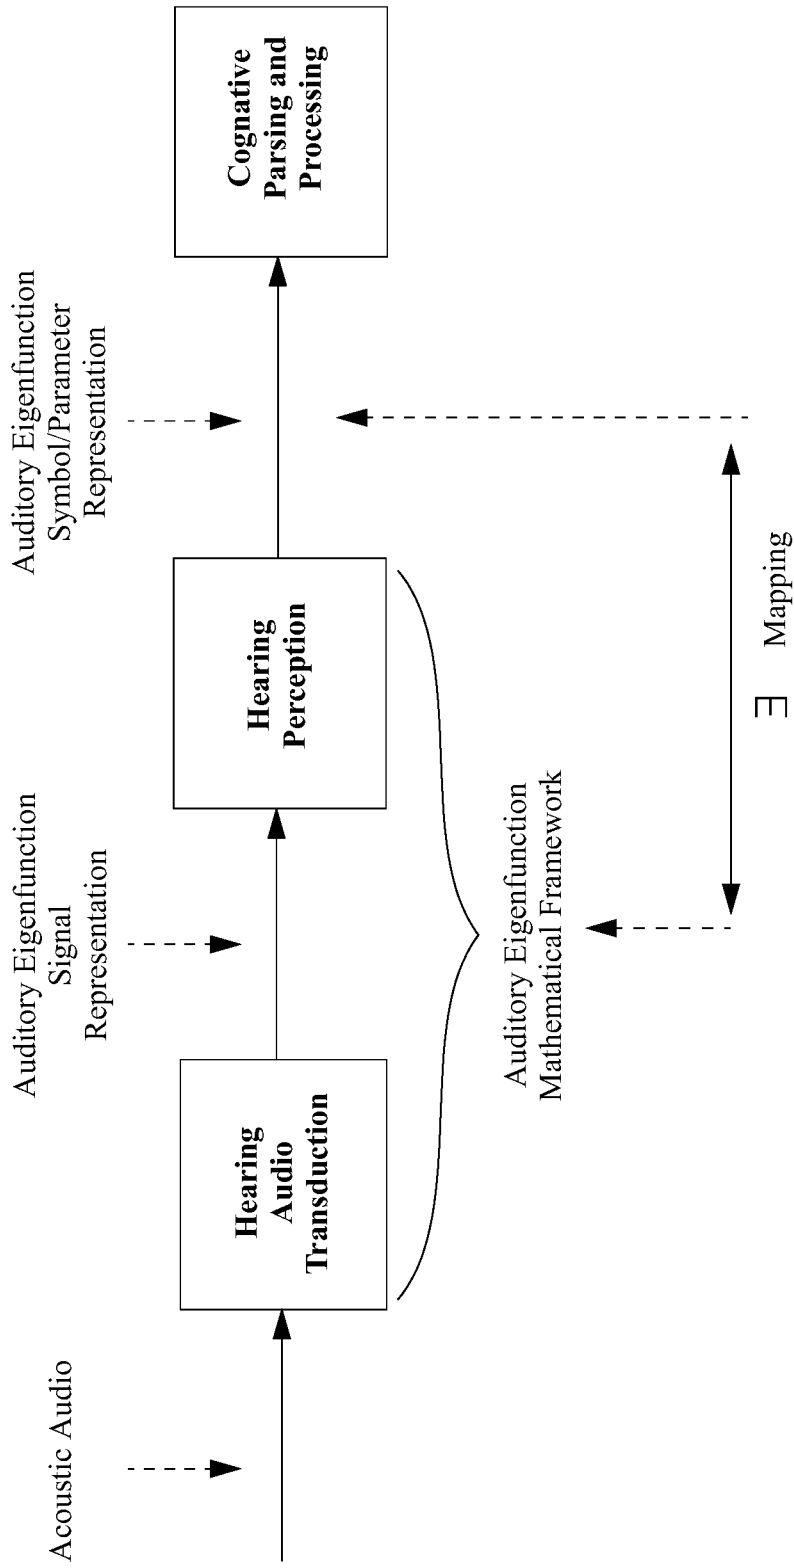 Acoustic Audio
Auditory Eigenfunction
Signal
Representation
Auditory Eigenfunction
Symbol/Parameter
Representation
Hearing
Audio
Transduction
Hearing
Perception
Cognative
Parsing and
Processing
Auditory Eigenfunction
Mathematical Framework
∃ Mapping